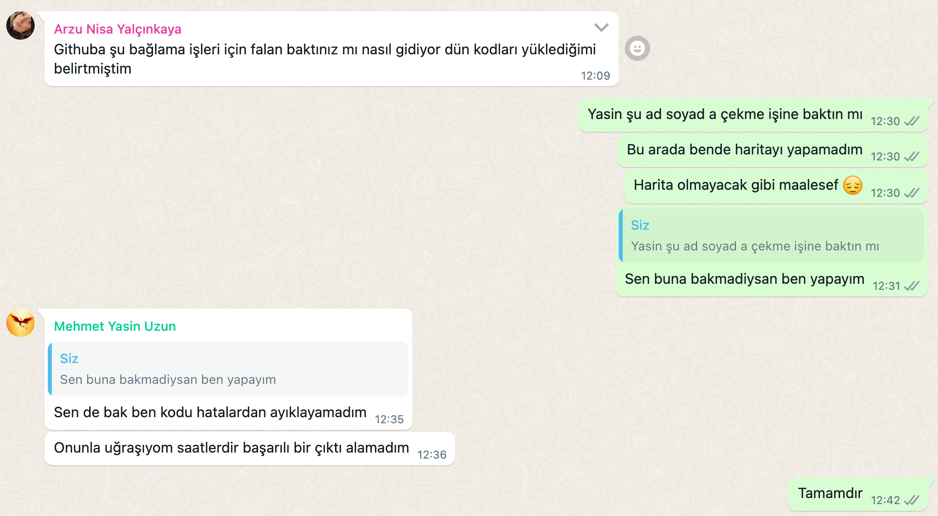 Arzu Nisa Yalçınkaya
Githuba şu bağlama işleri için falan baktınız mı nasıl gidiyor dün kodları yüklediğimi
belirtmiştim
12:09
Yasin şu ad soyad a çekme işine baktın mı 12:30
Bu arada bende haritayı yapamadım 12:30
Harita olmayacak gibi maalesef 😔 12:30
Siz
Yasin şu ad soyad a çekme işine baktın mı
Sen buna bakmadiysan ben yapayım 12:31
Mehmet Yasin Uzun
Siz
Sen buna bakmadiysan ben yapayım
Sen de bak ben kodu hatalardan ayıklayamadım 12:35
Onunla uğraşıyom saatlerdir başarılı bir çıktı alamadım 12:36
Tamamdır 12:42